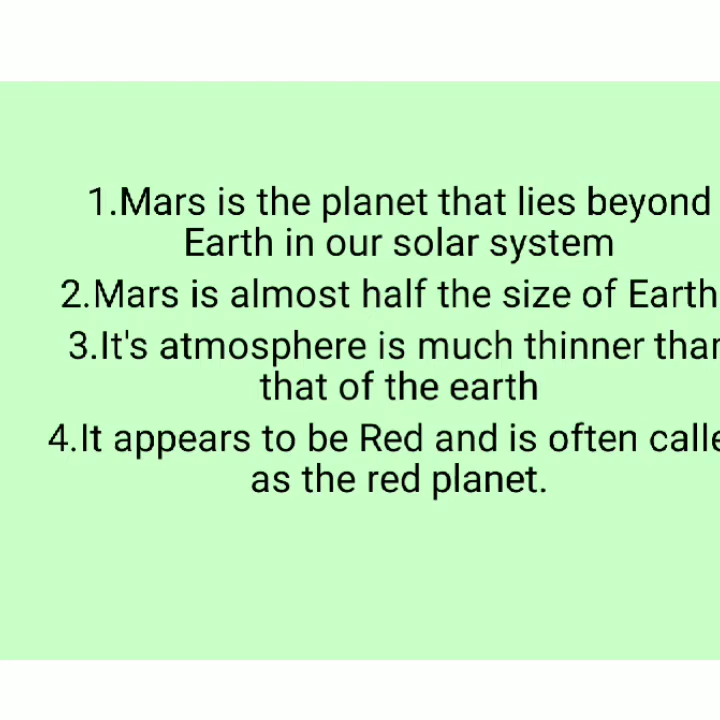 1.Mars is the planet that lies beyond
Earth in our solar system
2.Mars is almost half the size of Earth
3.It's atmosphere is much thinner than
that of the earth
4.It appears to be Red and is often calle
as the red planet.